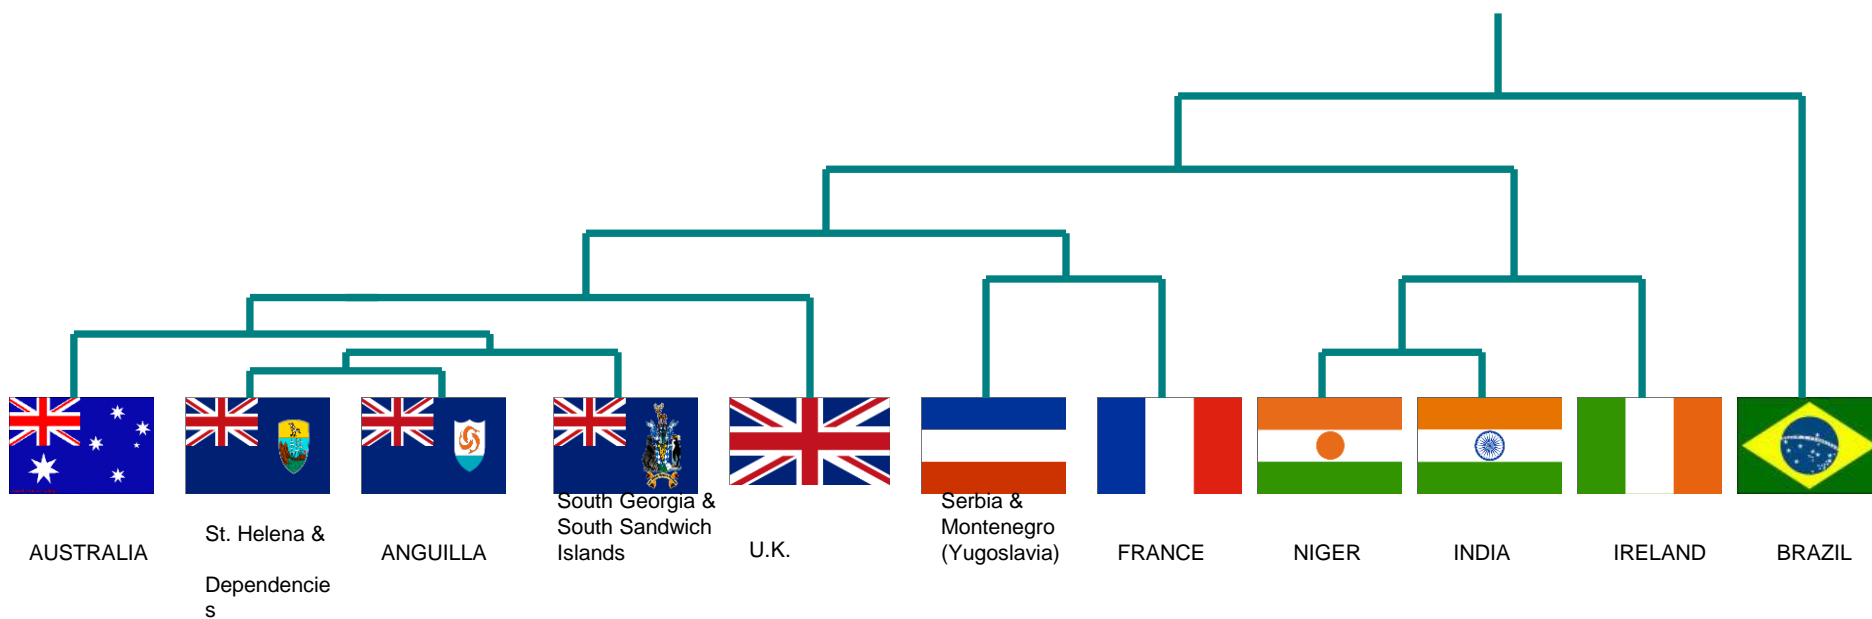 AUSTRALIA
St. Helena &
Dependencie
s
ANGUILLA
South Georgia &
South Sandwich
Islands
U.K.
Serbia &
Montenegro
(Yugoslavia)
FRANCE
NIGER
INDIA
IRELAND
BRAZIL